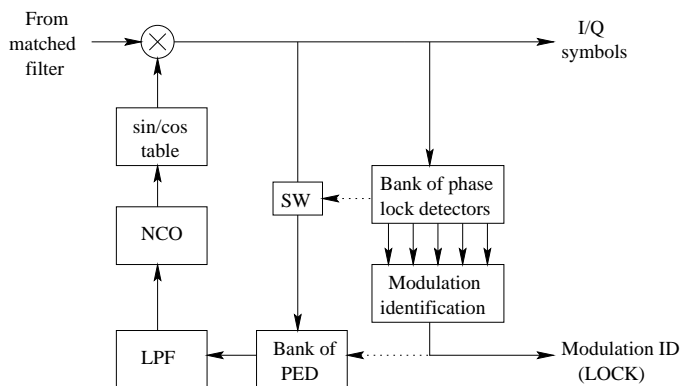 From
matched
filter
I/Q
symbols
sin/cos
table
SW
Bank of phase
lock detectors
NCO
Modulation
identification
LPF
Bank of
PED
Modulation ID
(LOCK)